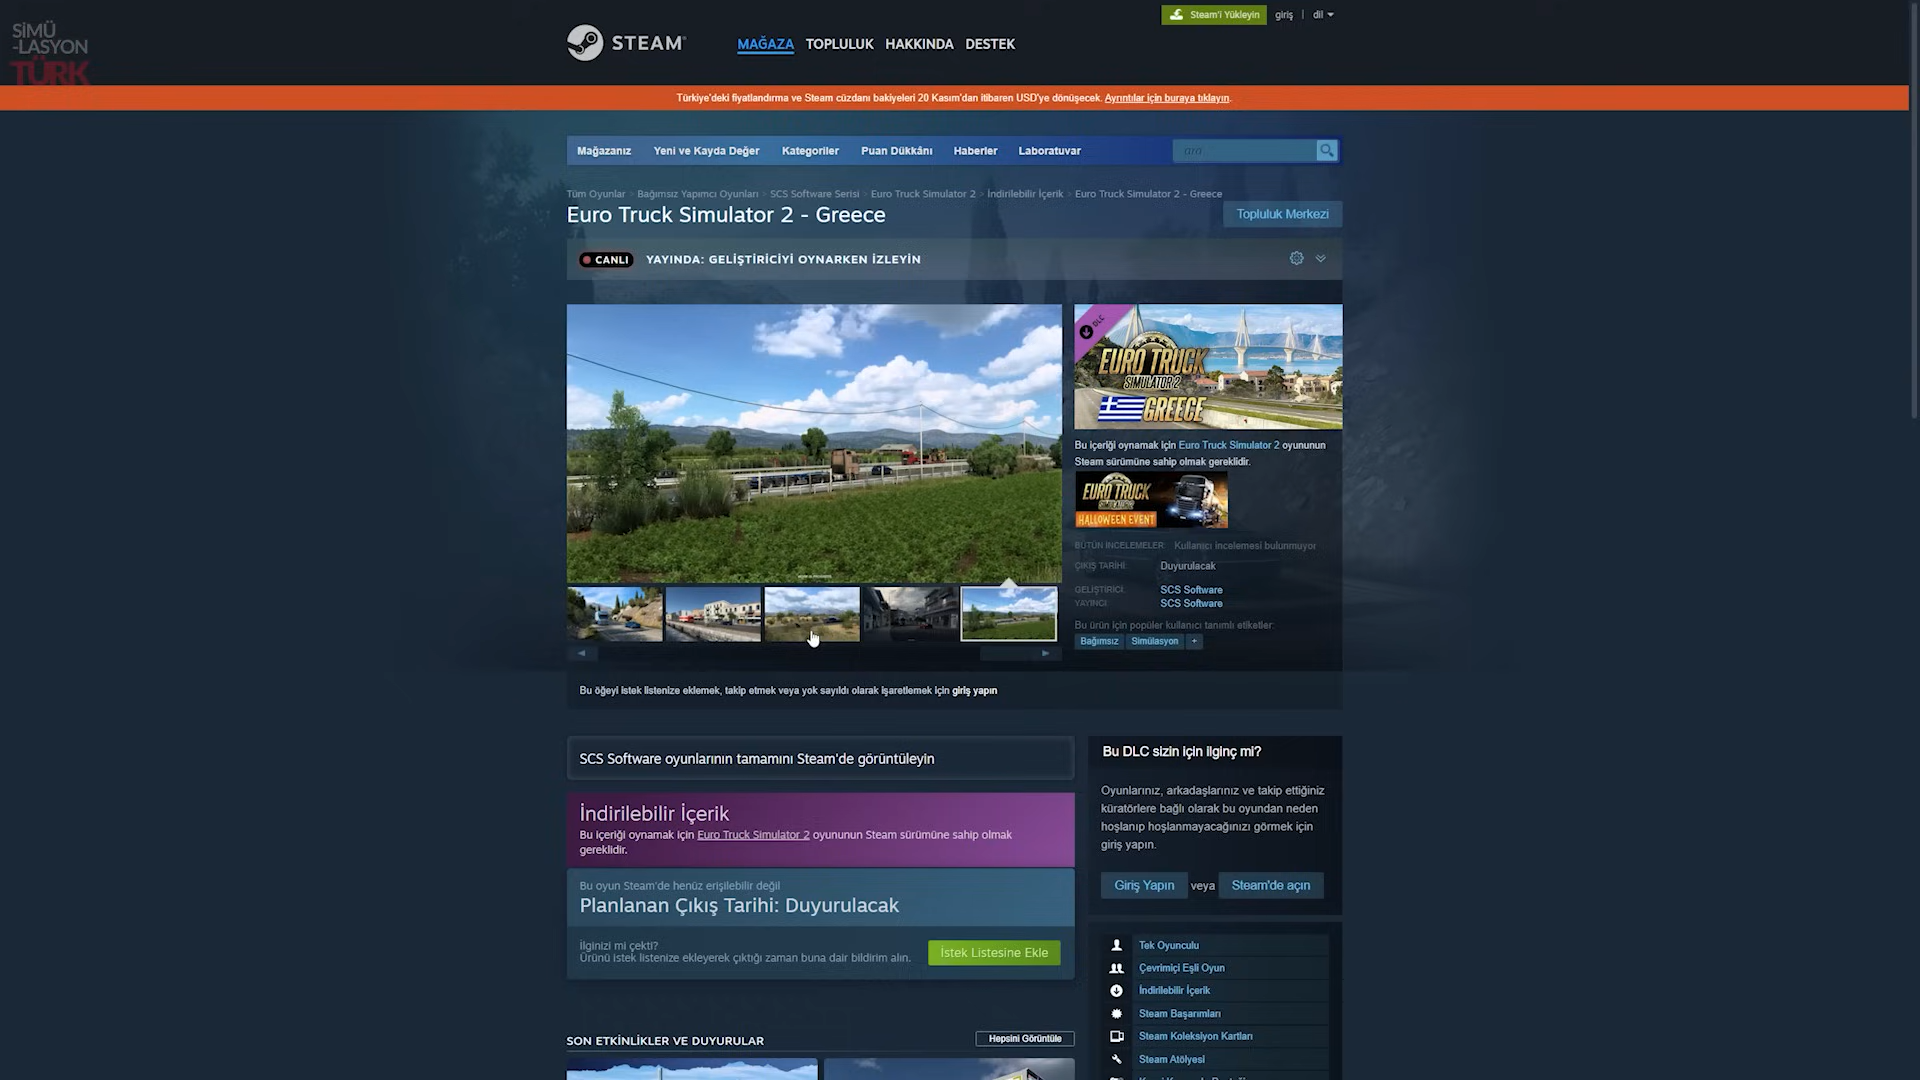 SİMÜ
-LASYON
TÜRK
Steam'i Yükleyin
giriş | dil
STEAM
MAĞAZA TOPLULUK HAKKINDA DESTEK
Türkiye'deki fiyatlandırma ve Steam cüzdanı bakiyeleri 20 Kasım'dan itibaren USD'ye dönüşecek. Ayrıntılar için buraya tıklayın.
Mağazanız Yeni ve Kayda Değer Kategoriler Puan Dükkânı Haberler Laboratuvar
ara
Tüm Oyunlar > Bağımsız Yapımcı Oyunları > SCS Software Serisi > Euro Truck Simulator 2 > İndirilebilir İçerik > Euro Truck Simulator 2 - Greece
Euro Truck Simulator 2 - Greece
Topluluk Merkezi
CANLI
YAYINDA: GELİŞTİRİCİYİ OYNARKEN İZLEYİN
DLC
EURO TRUCK
SIMULATOR 2
GREECE
Bu içeriği oynamak için Euro Truck Simulator 2 oyununun
Steam sürümüne sahip olmak gereklidir.
EURO TRUCK
SIMULATOR 2
HALLOWEEN EVENT
BÜTÜN İNCELEMELER: Kullanıcı incelemesi bulunmuyor
ÇIKIŞ TARİHİ: Duyurulacak
GELİŞTİRİCİ: SCS Software
YAYINCI: SCS Software
Bu ürün için popüler kullanıcı tanımlı etiketler:
Bağımsız Simülasyon +
Bu öğeyi istek listenize eklemek, takip etmek veya yok sayıldı olarak işaretlemek için giriş yapın
SCS Software oyunlarının tamamını Steam'de görüntüleyin
İndirilebilir İçerik
Bu içeriği oynamak için Euro Truck Simulator 2 oyununun Steam sürümüne sahip olmak
gereklidir.
Bu oyun Steam'de henüz erişilebilir değil
Planlanan Çıkış Tarihi: Duyurulacak
İlginizi mi çekti?
Ürünü istek listenize ekleyerek çıktığı zaman buna dair bildirim alın.
İstek Listesine Ekle
SON ETKİNLİKLER VE DUYURULAR
Hepsini Görüntüle
Bu DLC sizin için ilginç mi?
Oyunlarınız, arkadaşlarınız ve takip ettiğiniz
küratörlere bağlı olarak bu oyundan neden
hoşlanıp hoşlanmayacağınızı görmek için
giriş yapın.
Giriş Yapın veya Steam'de açın
Tek Oyunculu
Çevrimiçi Eşli Oyun
İndirilebilir İçerik
Steam Başarımları
Steam Koleksiyon Kartları
Steam Atölyesi